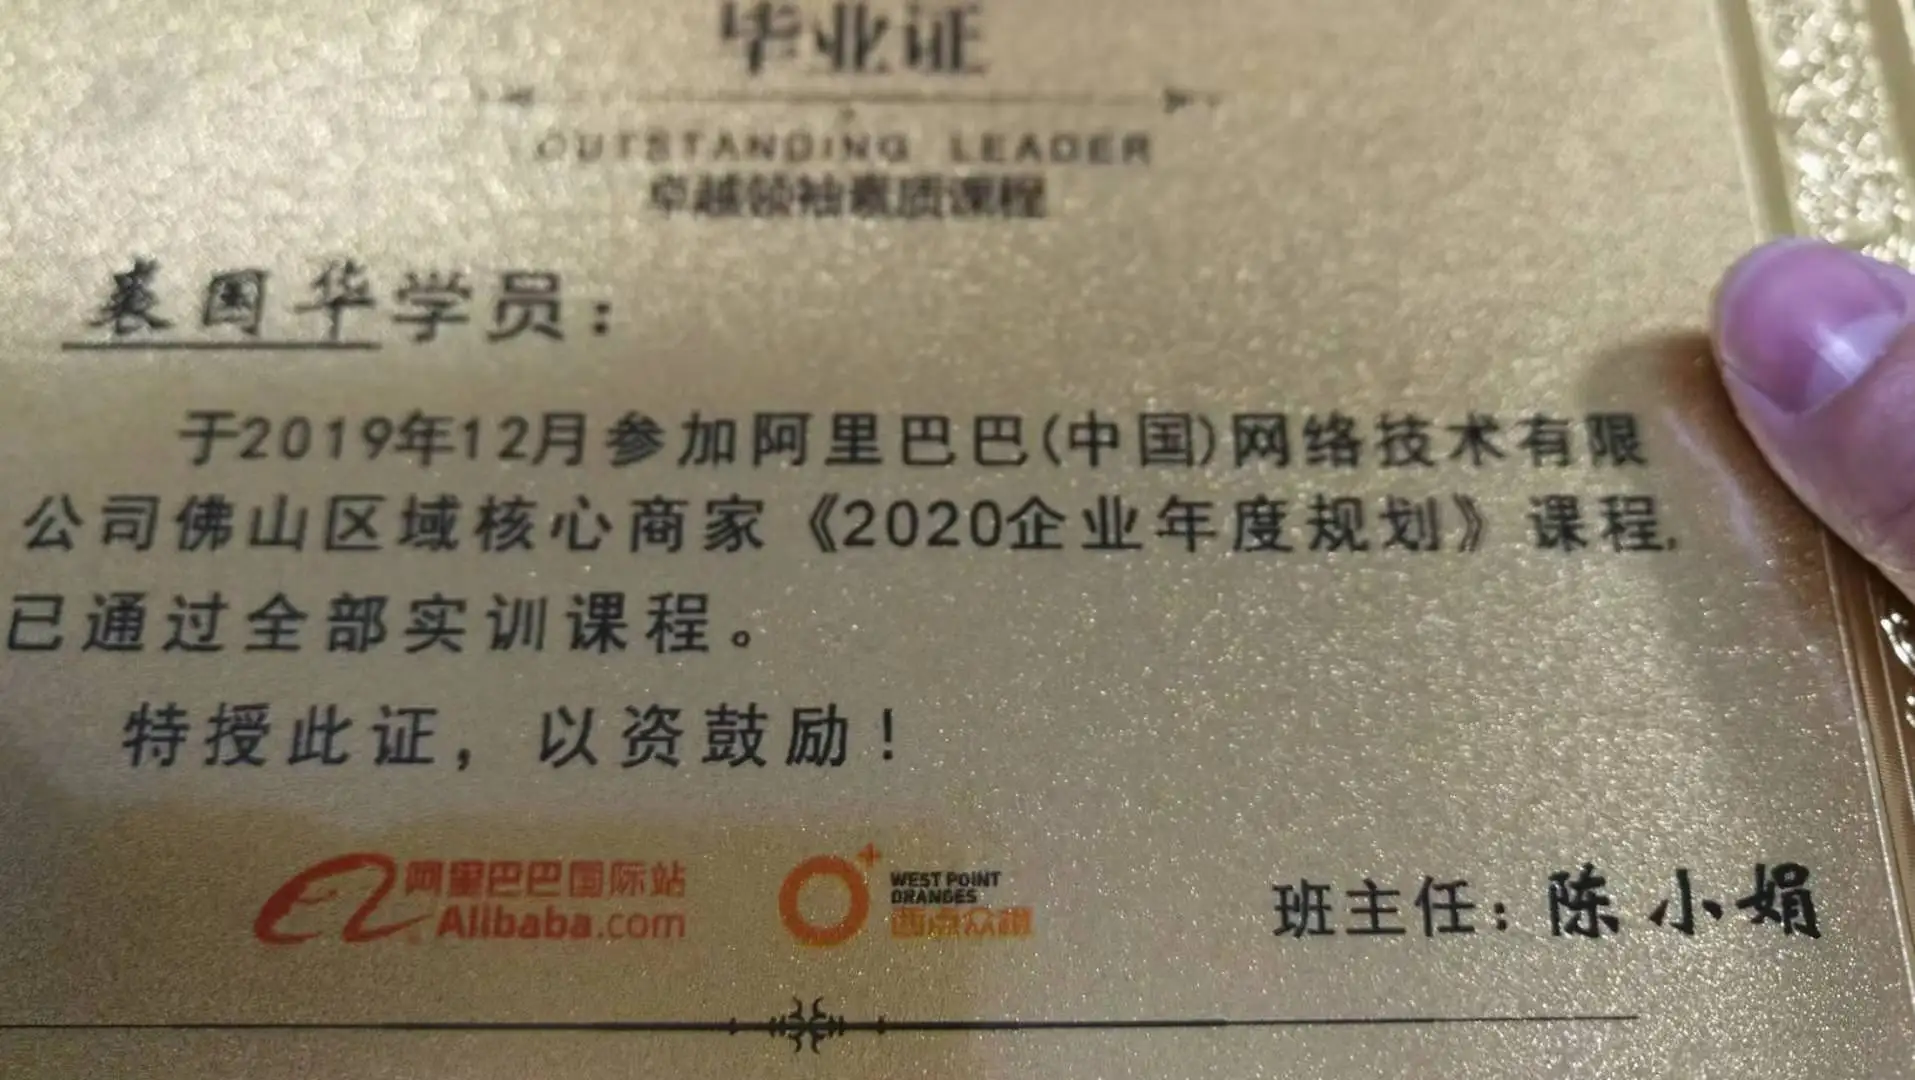 毕业证
OUTSTANDING LEADER
卓越领袖素质课程
袁国华学员：
于2019年12月参加阿里巴巴(中国)网络技术有限
公司佛山区域核心商家《2020企业年度规划》课程,
已通过全部实训课程。
特授此证，以资鼓励！
阿里巴巴国际站
Alibaba.com
WEST POINT
ORANGES
西点众橙
班主任：陈小娟